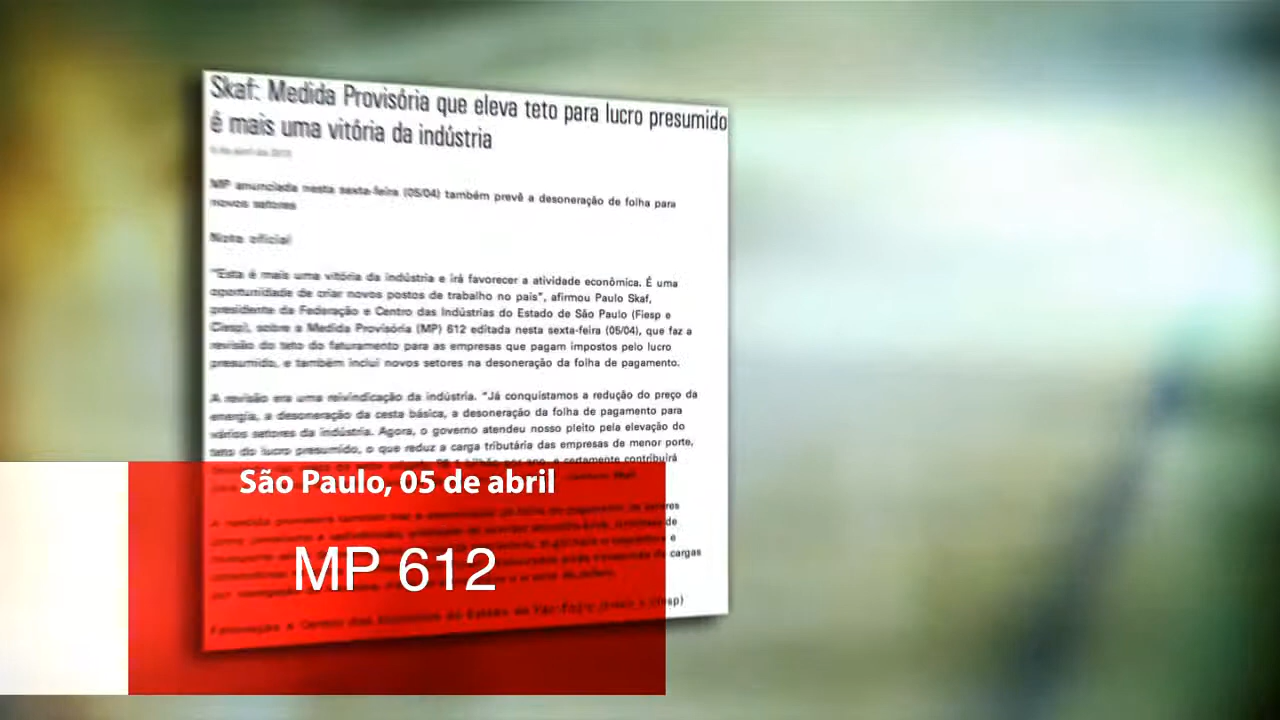 Skaf: Medida Provisória que eleva teto para lucro presumido
é mais uma vitória da indústria
MP anunciada nesta sexta-feira (05/04) também prevê a desoneração de folha para
novos setores
Nota oficial
"Esta é mais uma vitória da indústria e irá favorecer a atividade econômica. É uma
oportunidade de criar novos postos de trabalho no país", afirmou Paulo Skaf,
presidente da Federação e Centro das Indústrias do Estado de São Paulo (Fiesp e
Ciesp), sobre a Medida Provisória (MP) 612 editada nesta sexta-feira (05/04), que faz a
revisão do teto do faturamento para as empresas que pagam impostos pelo lucro
presumido, e também inclui novos setores na desoneração da folha de pagamento.
A revisão era uma reivindicação da indústria. "Já conquistamos a redução do preço da
energia, a desoneração da cesta básica, a desoneração da folha de pagamento para
vários setores da indústria. Agora, o governo atendeu nosso pleito pela elevação do
teto do lucro presumido, o que reduz a carga tributária das empresas de menor porte,
certamente contribuirá
São Paulo, 05 de abril
MP 612
cargas